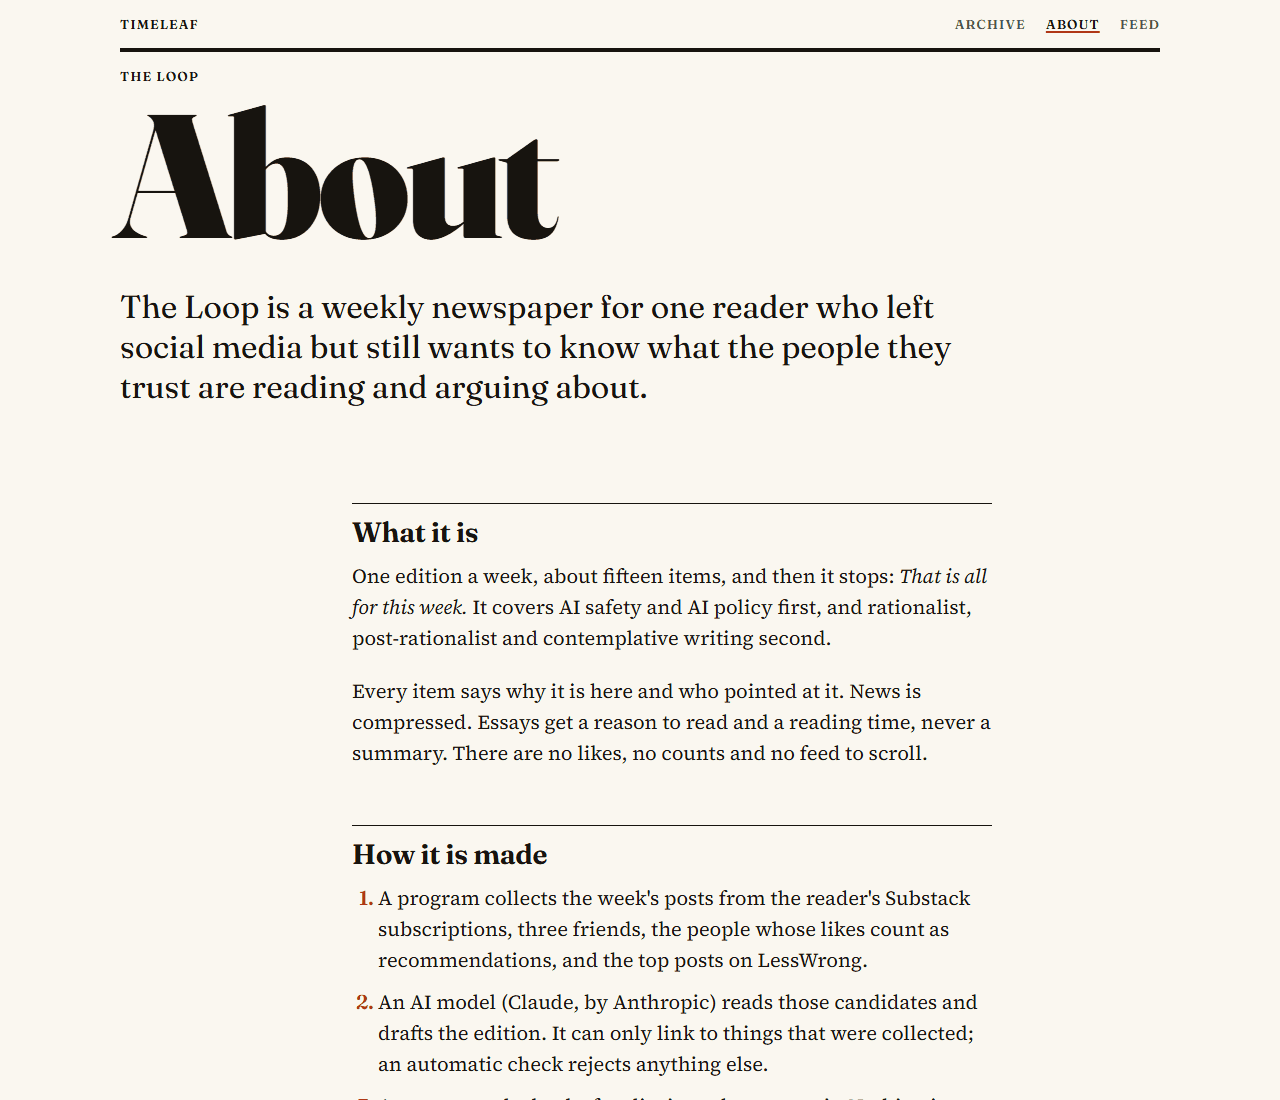 TIMELEAF
ARCHIVE ABOUT FEED
THE LOOP
About
The Loop is a weekly newspaper for one reader who left
social media but still wants to know what the people they
trust are reading and arguing about.
What it is
One edition a week, about fifteen items, and then it stops: That is all
for this week. It covers AI safety and AI policy first, and rationalist,
post-rationalist and contemplative writing second.
Every item says why it is here and who pointed at it. News is
compressed. Essays get a reason to read and a reading time, never a
summary. There are no likes, no counts and no feed to scroll.
How it is made
1. A program collects the week's posts from the reader's Substack
subscriptions, three friends, the people whose likes count as
recommendations, and the top posts on LessWrong.
2. An AI model (Claude, by Anthropic) reads those candidates and
drafts the edition. It can only link to things that were collected;
an automatic check rejects anything else.